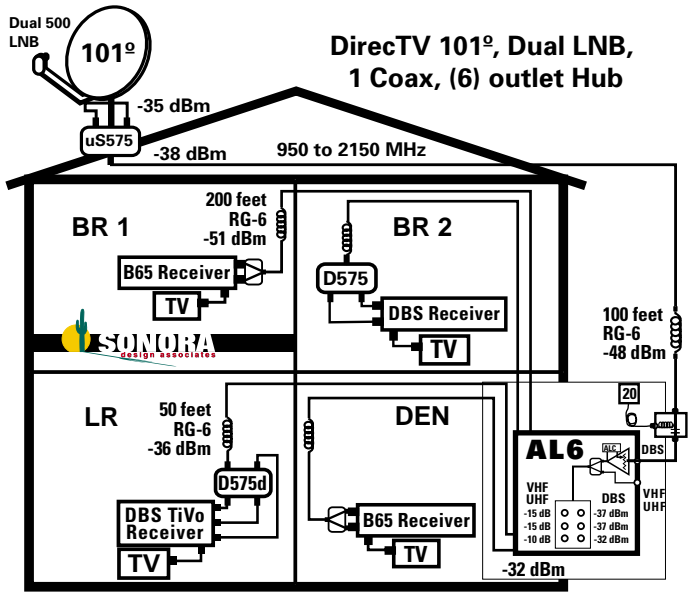 Dual 500
LNB
101º
DirecTV 101º, Dual LNB,
1 Coax, (6) outlet Hub
-35 dBm
uS575
-38 dBm
950 to 2150 MHz
BR 1
200 feet
RG-6
-51 dBm
B65 Receiver
TV
BR 2
D575
DBS Receiver
TV
100 feet
RG-6
-48 dBm
SONORA
design associates
LR
50 feet
RG-6
-36 dBm
D575d
DBS TiVo
Receiver
TV
DEN
B65 Receiver
TV
20
AL6
ALC
DBS
VHF
UHF
DBS
VHF
UHF
-15 dB
-37 dBm
-15 dB
-37 dBm
-10 dB
-32 dBm
-32 dBm